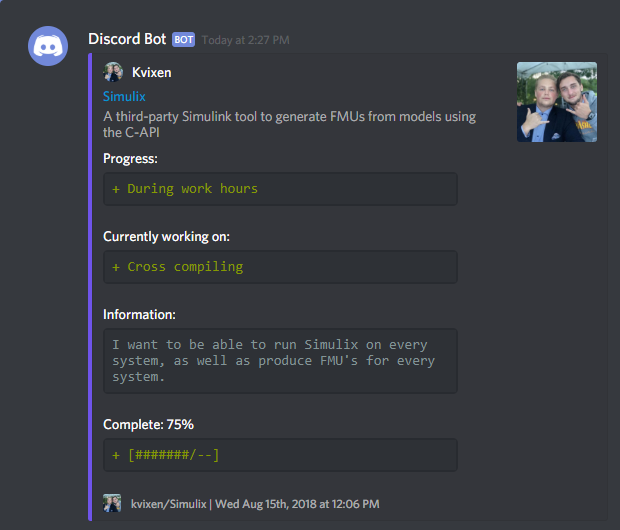 Discord Bot BOT Today at 2:27 PM
Kvixen
Simulix
A third-party Simulink tool to generate FMUs from models using
the C-API
Progress:
+ During work hours
Currently working on:
+ Cross compiling
Information:
I want to be able to run Simulix on every
system, as well as produce FMU's for every
system.
Complete: 75%
+ [#######/--]
kvixen/Simulix | Wed Aug 15th, 2018 at 12:06 PM